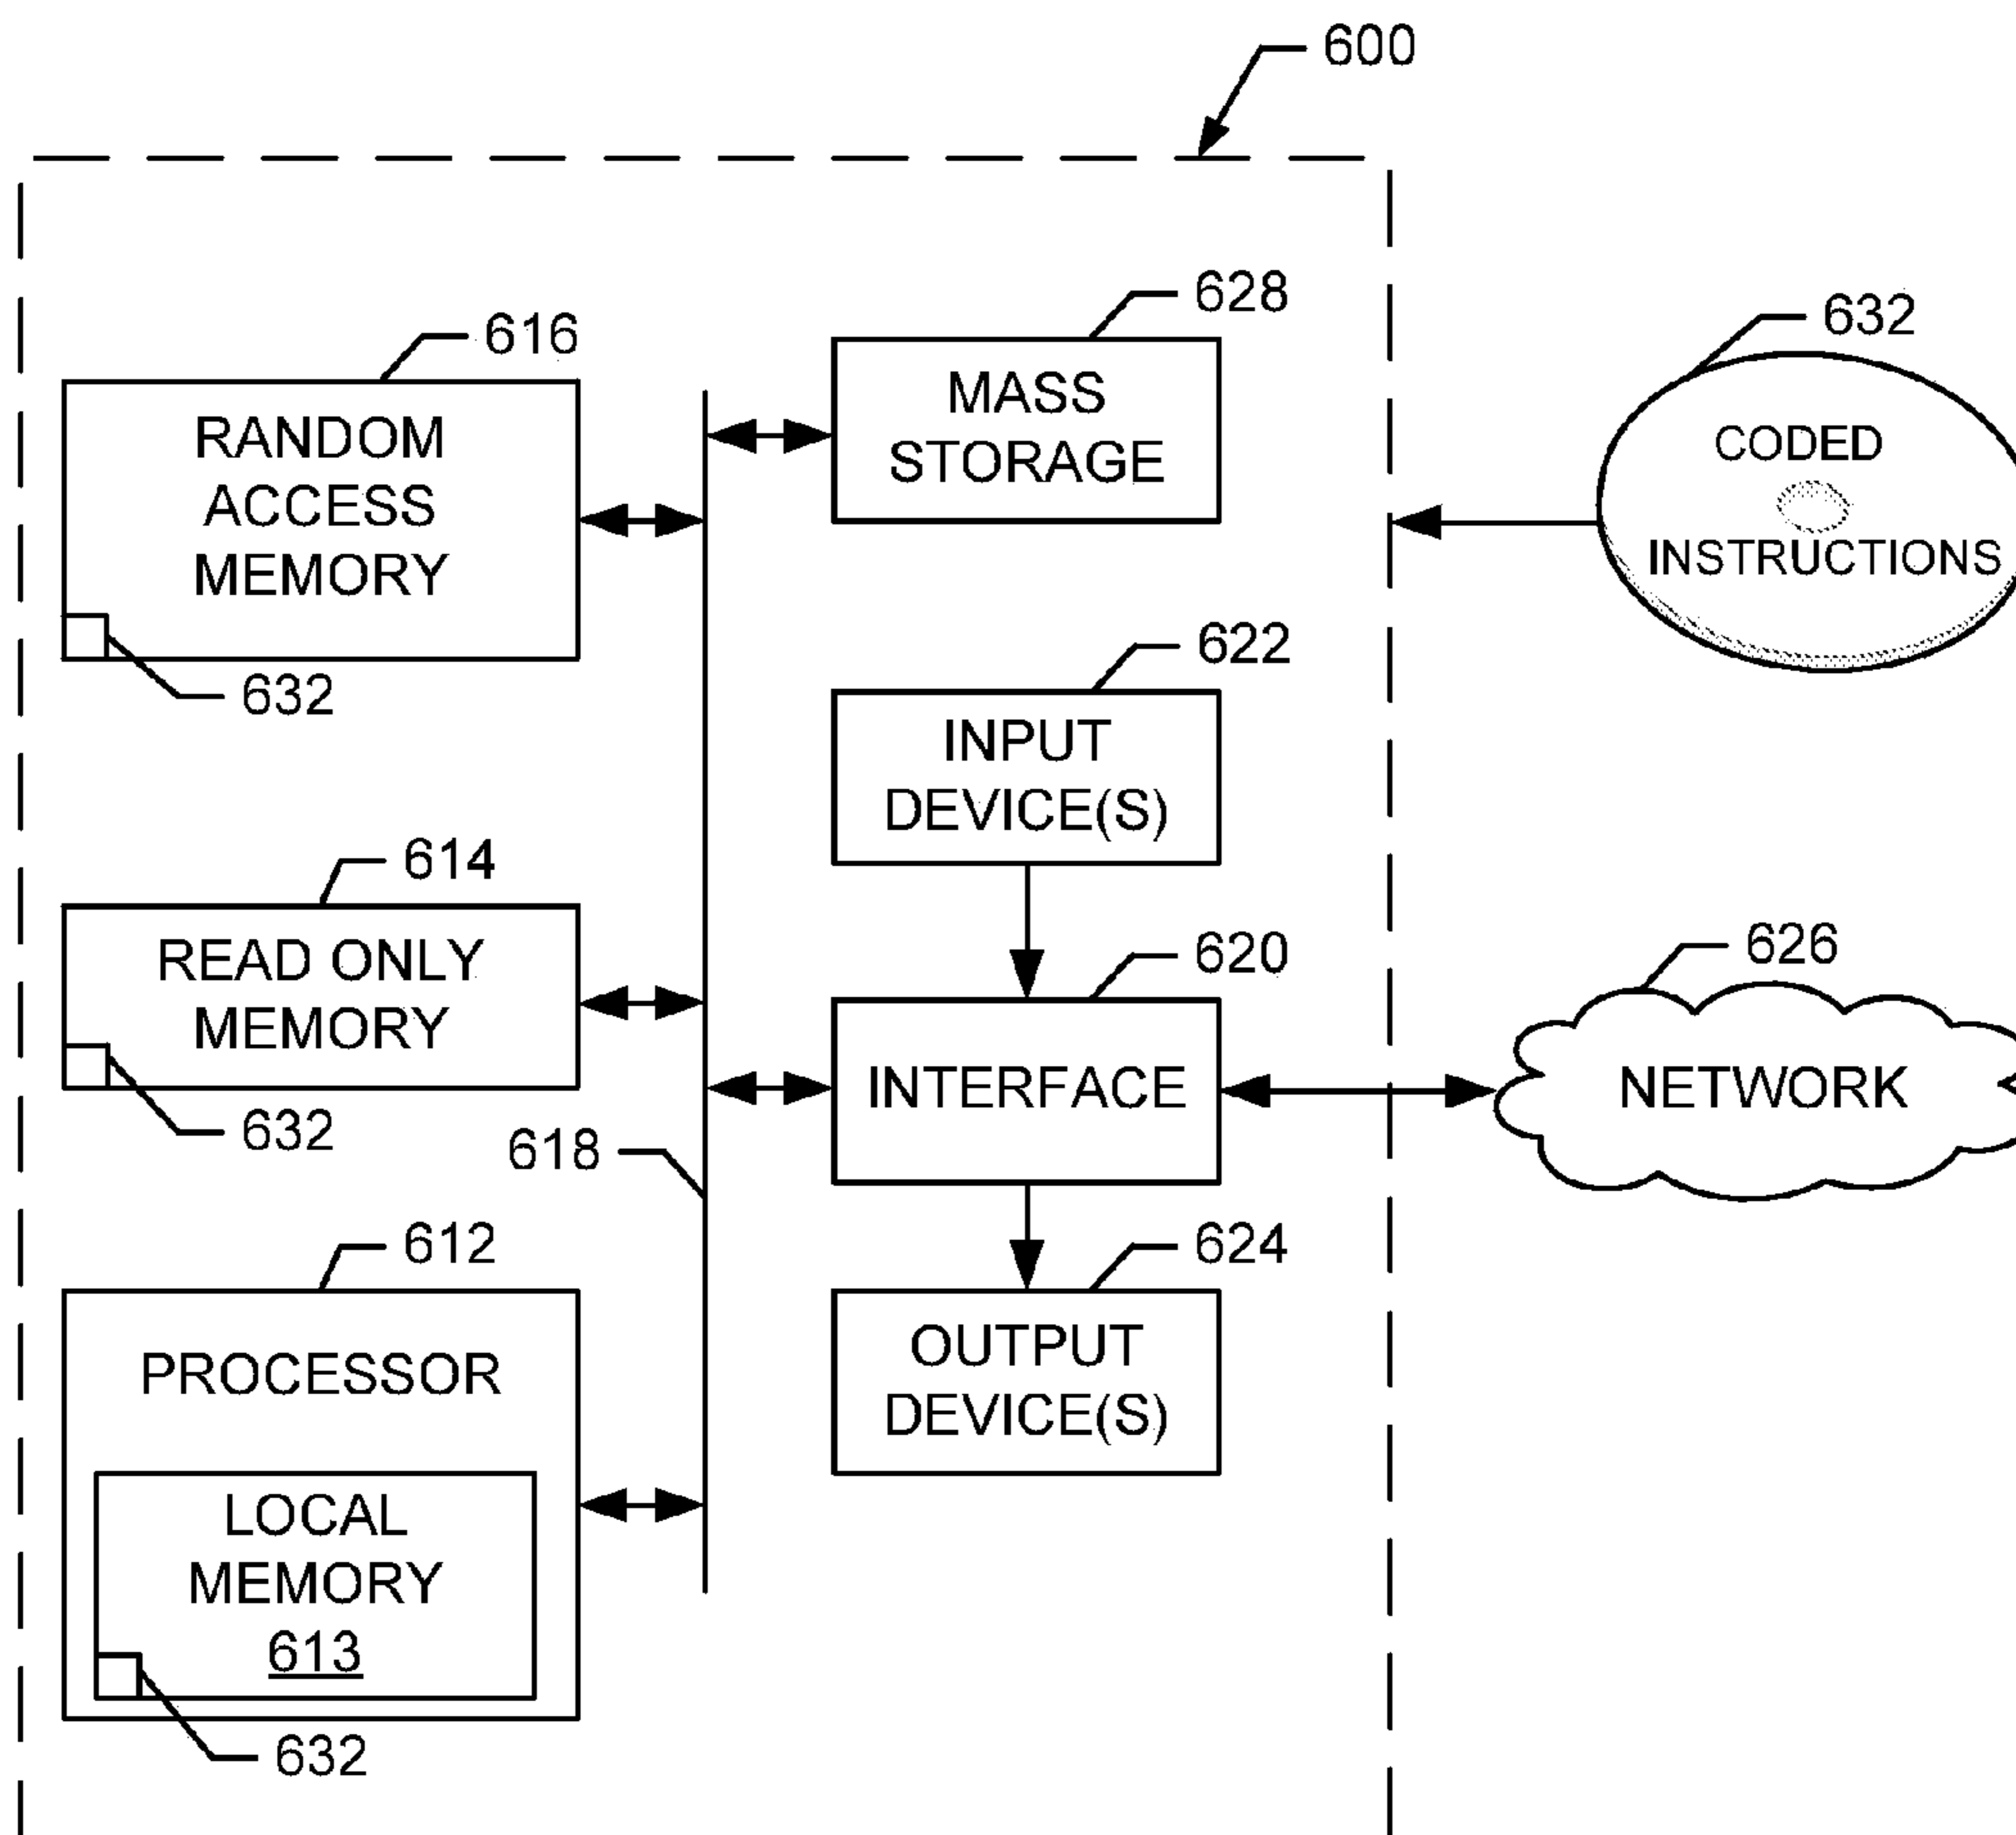 600
628
MASS
STORAGE
616
RANDOM
ACCESS
MEMORY
632
632
CODED
INSTRUCTIONS
622
INPUT
DEVICE(S)
614
READ ONLY
MEMORY
632
620
INTERFACE
626
NETWORK
618
612
PROCESSOR
LOCAL
MEMORY
613
632
624
OUTPUT
DEVICE(S)